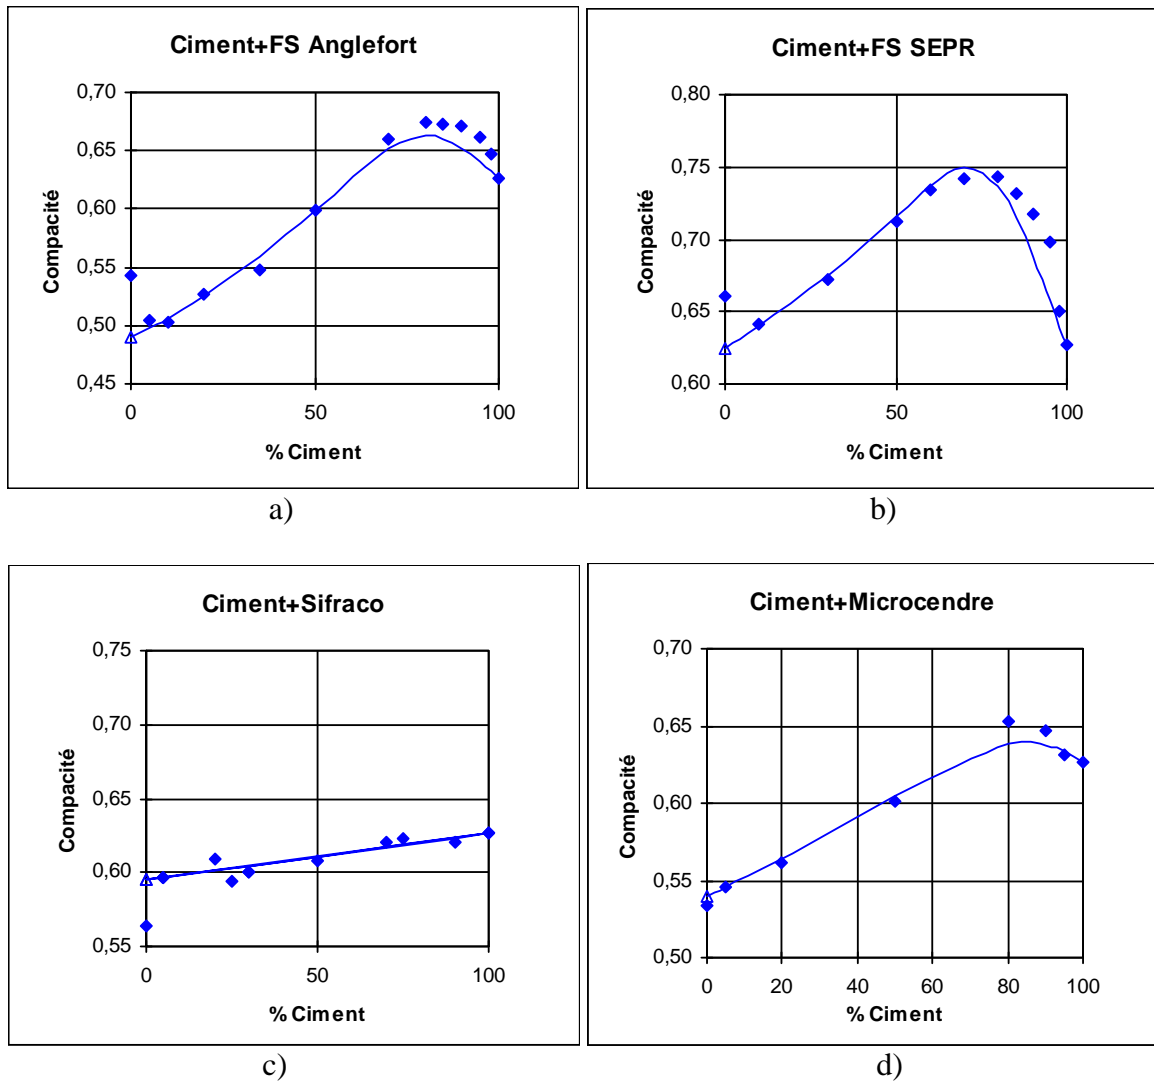 Ciment+FS Anglefort
0,70
0,65
0,60
0,55
0,50
0,45
Compacité
0
50
100
% Ciment
a)
Ciment+FS SEPR
0,80
0,75
0,70
0,65
0,60
Compacité
0
50
100
% Ciment
b)
Ciment+Sifraco
0,75
0,70
0,65
0,60
0,55
Compacité
0
50
100
% Ciment
c)
Ciment+Microcendre
0,70
0,65
0,60
0,55
0,50
Compacité
0
20
40
60
80
100
% Ciment
d)